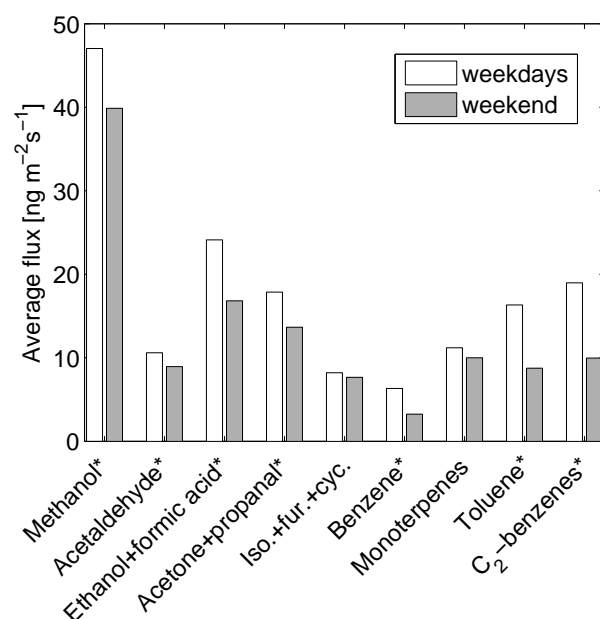 50
40
30
20
10
0
Average flux [ng m⁻²s⁻¹]
weekdays
weekend
Methanol*
Acetaldehyde*
Ethanol+formic acid*
Acetone+propanal*
Iso.+fur.+cyc.
Benzene*
Monoterpenes
Toluene*
C₂−benzenes*